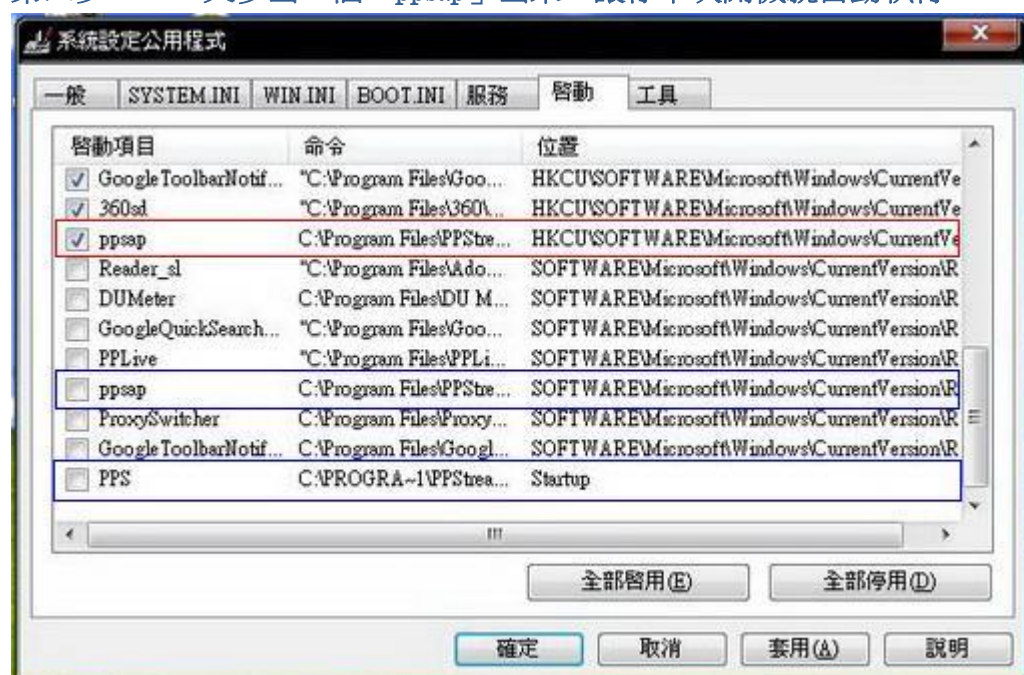 ppsap
系統設定公用程式
一般 SYSTEM.INI WIN.INI BOOT.INI 服務 啓動 工具
啓動項目 命令 位置
GoogleToolbarNotif... "C:\Program Files\Goo... HKCU\SOFTWARE\Microsoft\Windows\CurrentVe
360sd "C:\Program Files\360\... HKCU\SOFTWARE\Microsoft\Windows\CurrentVe
ppsap C:\Program Files\PPStre... HKCU\SOFTWARE\Microsoft\Windows\CurrentVe
Reader_sl "C:\Program Files\Ado... SOFTWARE\Microsoft\Windows\CurrentVersion\R
DUMeter C:\Program Files\DU M... SOFTWARE\Microsoft\Windows\CurrentVersion\R
GoogleQuickSearch... "C:\Program Files\Goo... SOFTWARE\Microsoft\Windows\CurrentVersion\R
PPLive "C:\Program Files\PPLi... SOFTWARE\Microsoft\Windows\CurrentVersion\R
ppsap C:\Program Files\PPStre... SOFTWARE\Microsoft\Windows\CurrentVersion\R
ProxySwitcher C:\Program Files\Proxy... SOFTWARE\Microsoft\Windows\CurrentVersion\R
GoogleToolbarNotif... C:\Program Files\Googl... SOFTWARE\Microsoft\Windows\CurrentVersion\R
PPS C:\PROGRA~1\PPStrea... Startup
全部啓用(E) 全部停用(D)
確定 取消 套用(A) 說明